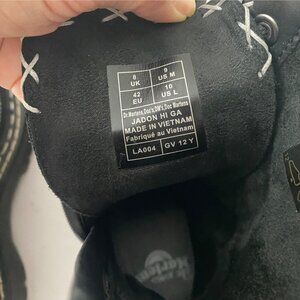 8 UK 9 US M
42 EU 10 US L
Dr.Martens Doc's DM's Doc Martens
JADON HI GA
MADE IN VIETNAM
Fabriqué au Vietnam
LA004 GV 12 Y